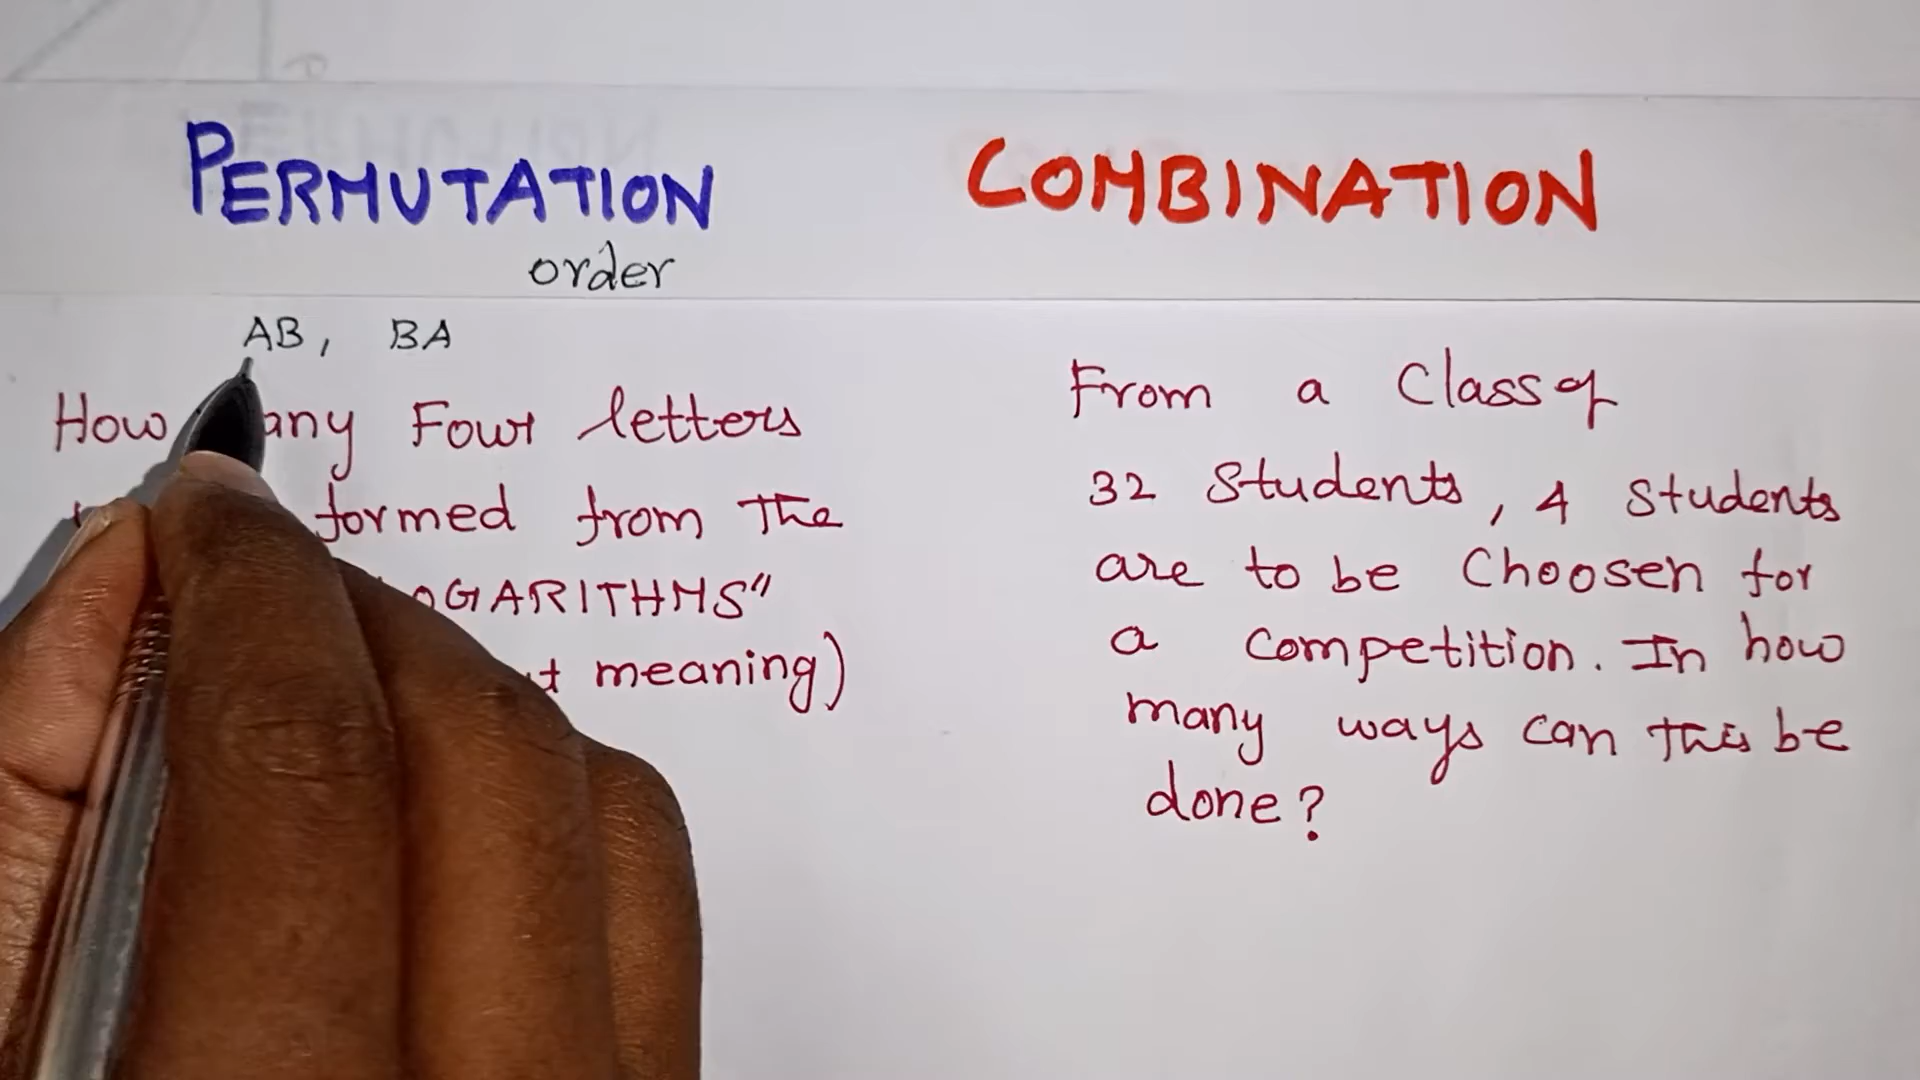 PERMUTATION
order
AB, BA
How any Four letters
formed from The
OGARITHMS"
meaning)
COMBINATION
From a Class of
32 Students, 4 students
are to be Choosen for
a Competition. In how
many ways can this be
done?